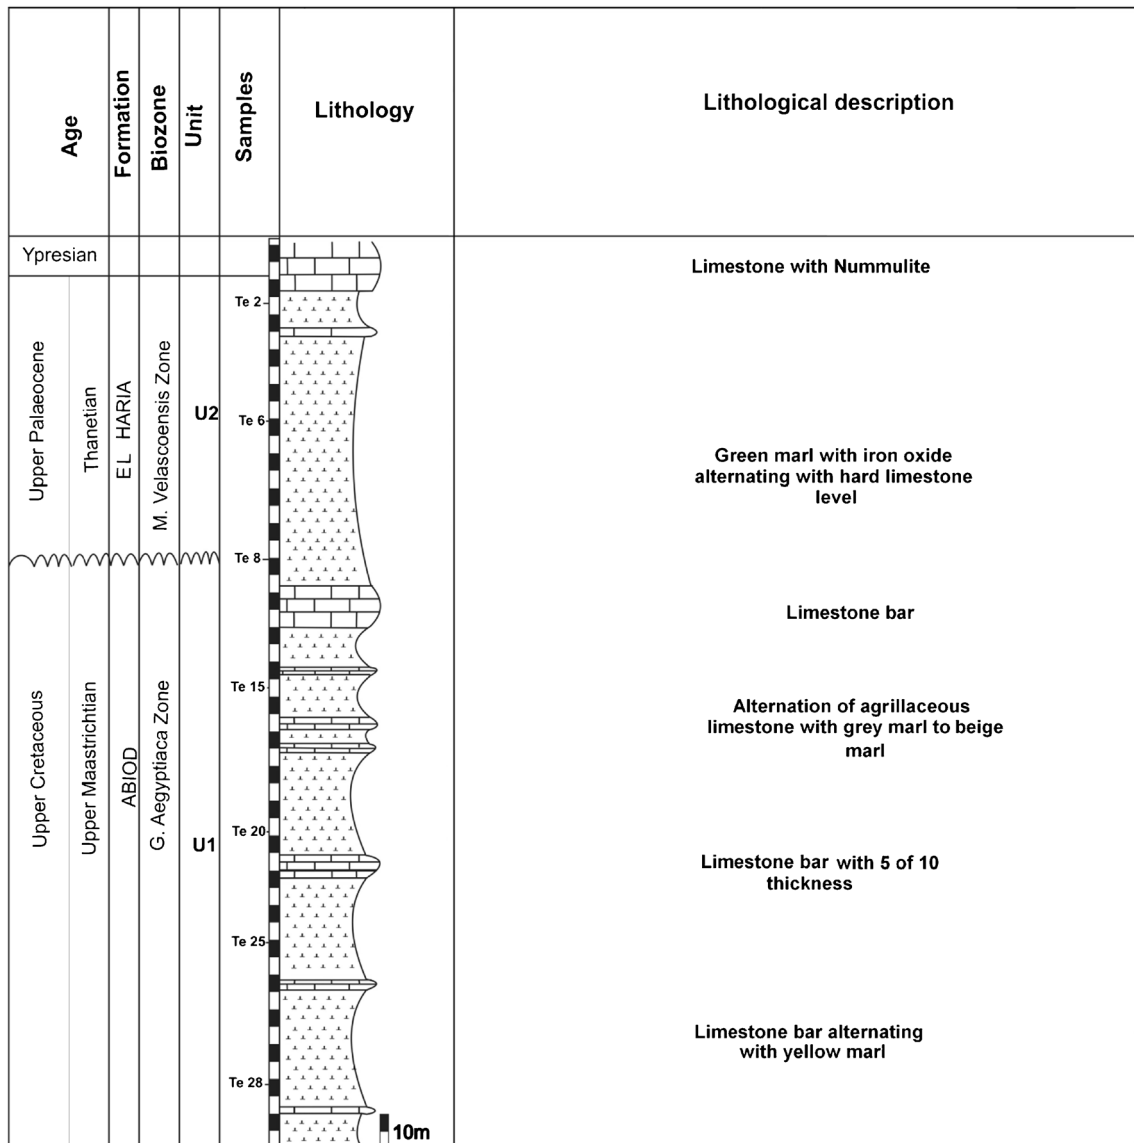 Age
Formation
Biozone
Unit
Samples
Lithology
Lithological description
Ypresian
Limestone with Nummulite
Upper Palaeocene
Thanetian
EL HARIA
M. Velascoensis Zone
U2
Te 2
Te 6
Te 8
Green marl with iron oxide
alternating with hard limestone
level
Upper Cretaceous
Upper Maastrichtian
ABIOD
G. Aegyptiaca Zone
U1
Te 15
Te 20
Te 25
Te 28
Limestone bar
Alternation of agrillaceous
limestone with grey marl to beige
marl
Limestone bar with 5 of 10
thickness
Limestone bar alternating
with yellow marl
10m